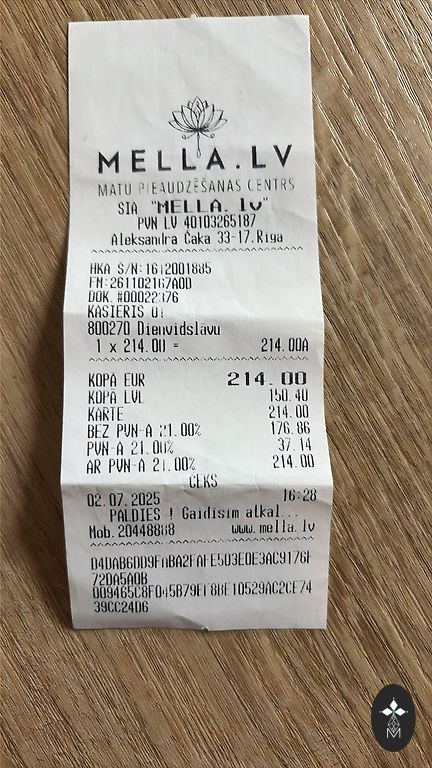 MELLA.LV
MATU PIEAUDZĒŠANAS CENTRS
SIA "MELLA.lv"
PVN LV 40103265187
Aleksandra Čaka 33-17.Rīga
HKA S/N:1612001885
FN:261102167A0D
DOK.#00022376
KASIERIS 01
800270 Dienvidslāvu
1 x 214.00 = 214.00A
KOPĀ EUR 214.00
KOPĀ LVL 150.40
KARTE 214.00
BEZ PVN-A 21.00% 176.86
PVN-A 21.00% 37.14
AR PVN-A 21.00% 214.00
ČEKS
02.07.2025 16:28
PALDIES ! Gaidīsim atkal...
Mob.20448888 www.mella.lv
72DA5A0B
39CC24D6
M